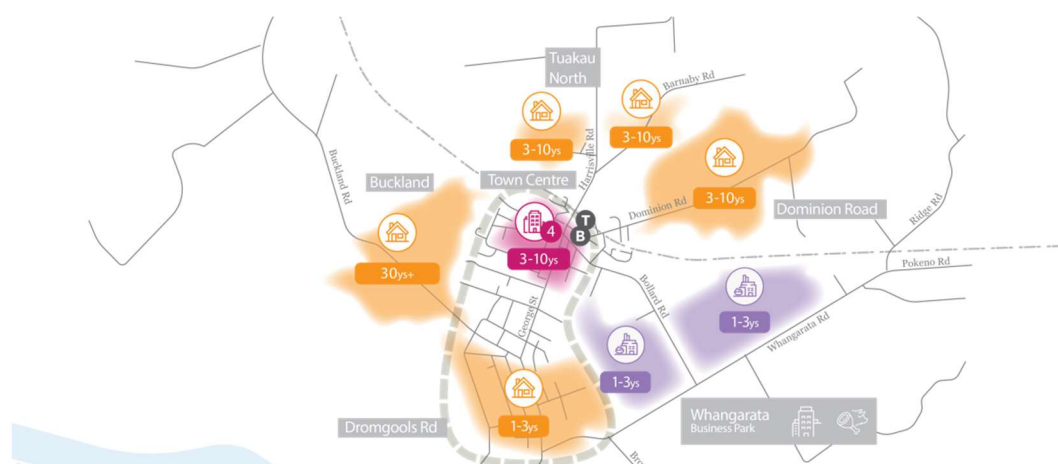 Tuakau
North
Barnaby Rd
3-10ys
3-10ys
Harrisville Rd
Buckland Rd
Buckland
Town Centre
3-10ys
Dominion Rd
Dominion Road
Ridge Rd
T
B
4
3-10ys
30ys+
Pokeno Rd
Bollard Rd
1-3ys
Whangarata Rd
George St
1-3ys
1-3ys
Dromgools Rd
Whangarata
Business Park